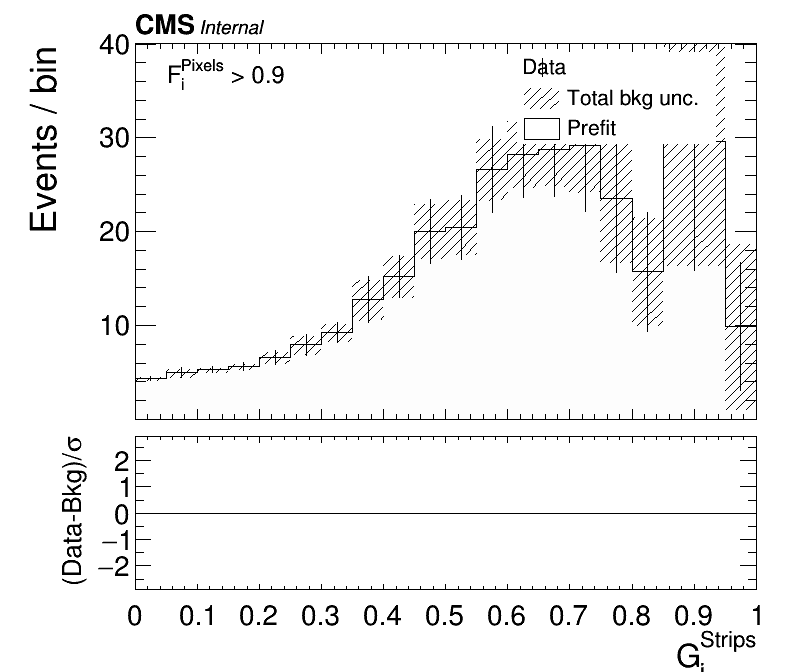 CMS Internal
Events / bin
40
30
20
10
F_i^Pixels > 0.9
Data
Total bkg unc.
Prefit
(Data-Bkg)/σ
2
1
0
−1
−2
0 0.1 0.2 0.3 0.4 0.5 0.6 0.7 0.8 0.9 1
G_i^Strips